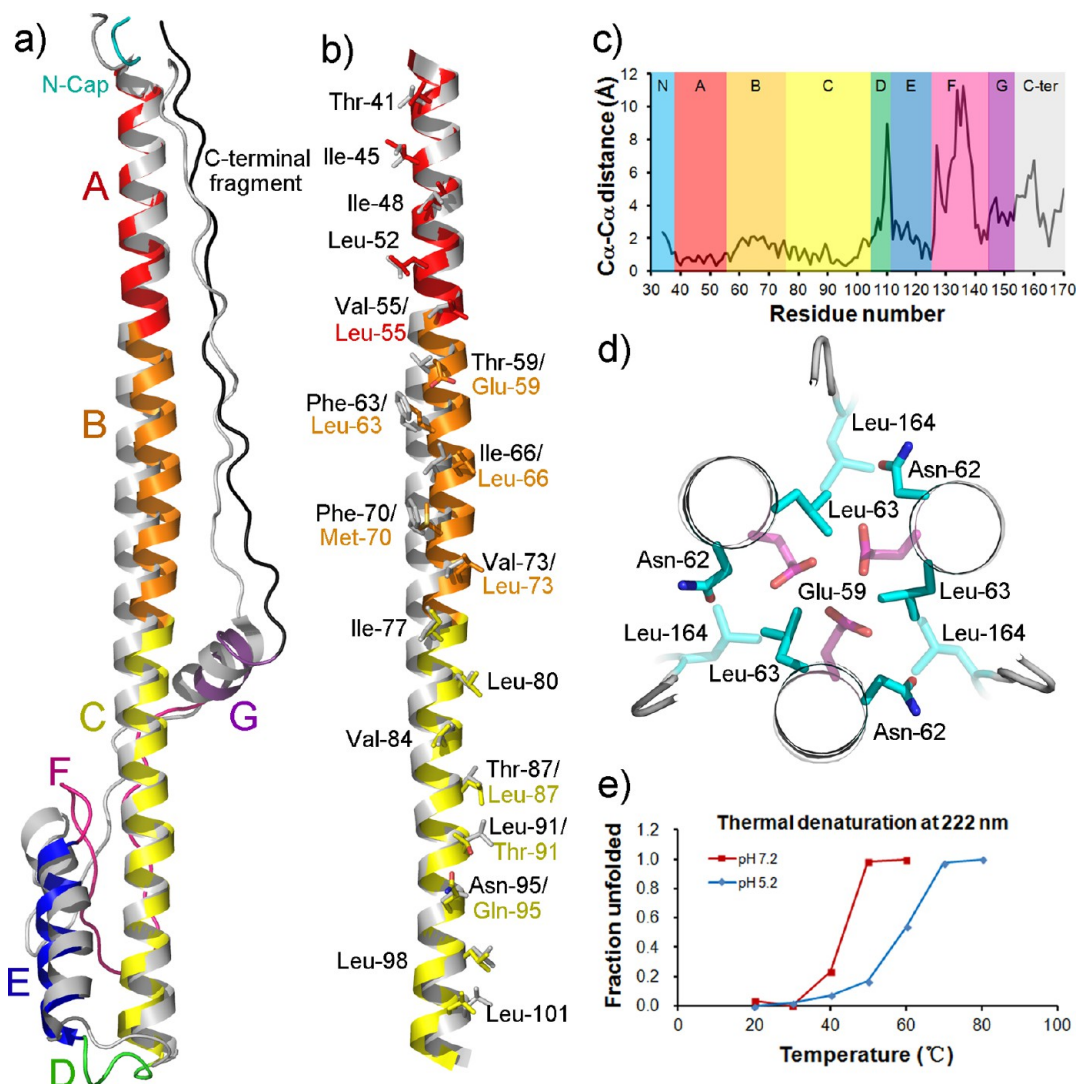 a)
N-Cap
A
C-terminal
fragment
B
C
G
F
E
D
b)
Thr-41
Ile-45
Ile-48
Leu-52
Val-55/
Leu-55
Thr-59/
Glu-59
Phe-63/
Leu-63
Ile-66/
Leu-66
Phe-70/
Met-70
Val-73/
Leu-73
Ile-77
Leu-80
Val-84
Thr-87/
Leu-87
Leu-91/
Thr-91
Asn-95/
Gln-95
Leu-98
Leu-101
c)
N A B C D E F G C-ter
12
10
8
6
4
2
0
Cα-Cα distance (Å)
30 40 50 60 70 80 90 100 110 120 130 140 150 160 170
Residue number
d)
Leu-164
Asn-62
Leu-63
Asn-62
Glu-59
Leu-63
Leu-164
Leu-164
Leu-63
Asn-62
e)
Thermal denaturation at 222 nm
pH 7.2
pH 5.2
1.2
1.0
0.8
0.6
0.4
0.2
0.0
Fraction unfolded
0 20 40 60 80 100
Temperature (℃)